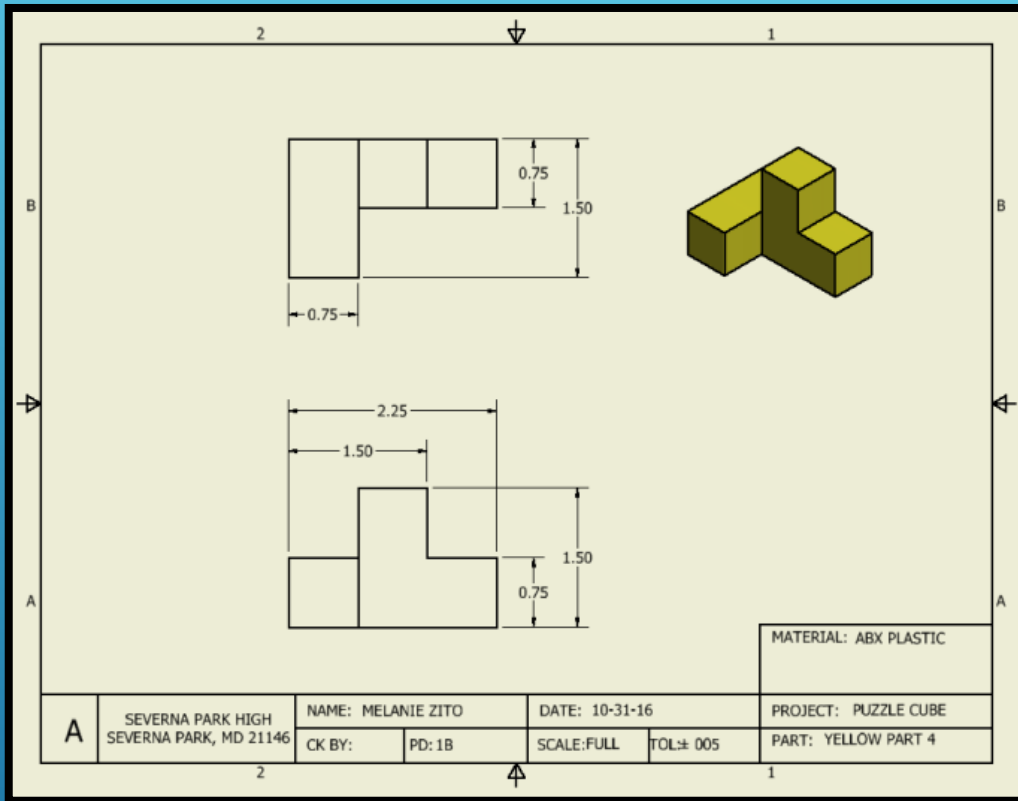 2
1
B
B
0.75
1.50
0.75
2.25
1.50
1.50
0.75
A
A
MATERIAL: ABX PLASTIC
A
SEVERNA PARK HIGH
SEVERNA PARK, MD 21146
NAME: MELANIE ZITO
DATE: 10-31-16
PROJECT: PUZZLE CUBE
CK BY:
PD: 1B
SCALE:FULL
TOL:± 005
PART: YELLOW PART 4
2
1